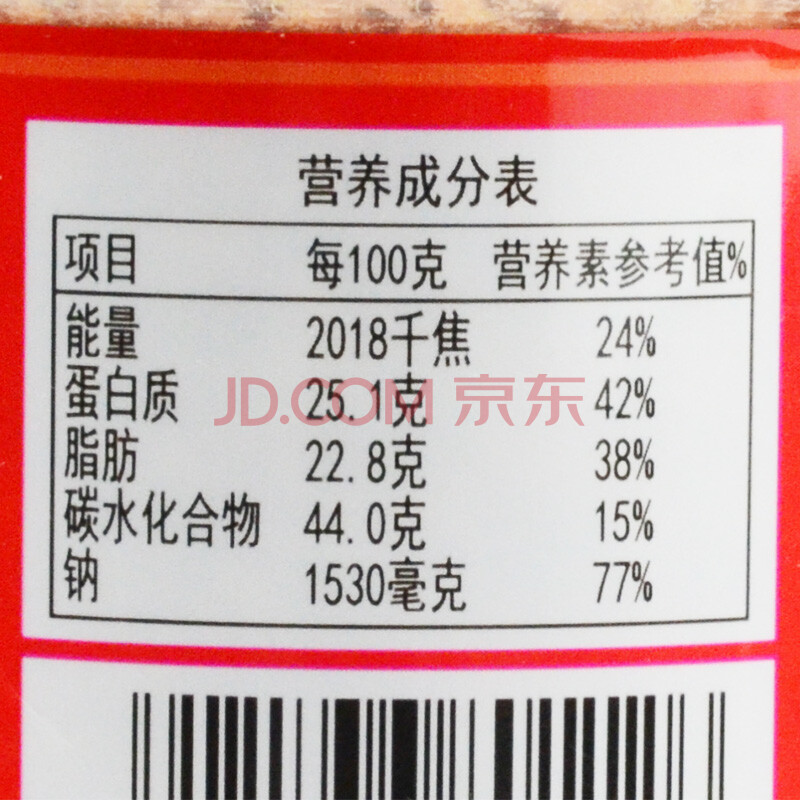 营养成分表
项目 每100克 营养素参考值%
能量 2018千焦 24%
蛋白质 25.1克 42%
JD.COM 京东
脂肪 22.8克 38%
碳水化合物 44.0克 15%
钠 1530毫克 77%